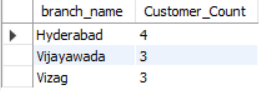 branch_name Customer_Count
Hyderabad 4
Vijayawada 3
Vizag 3